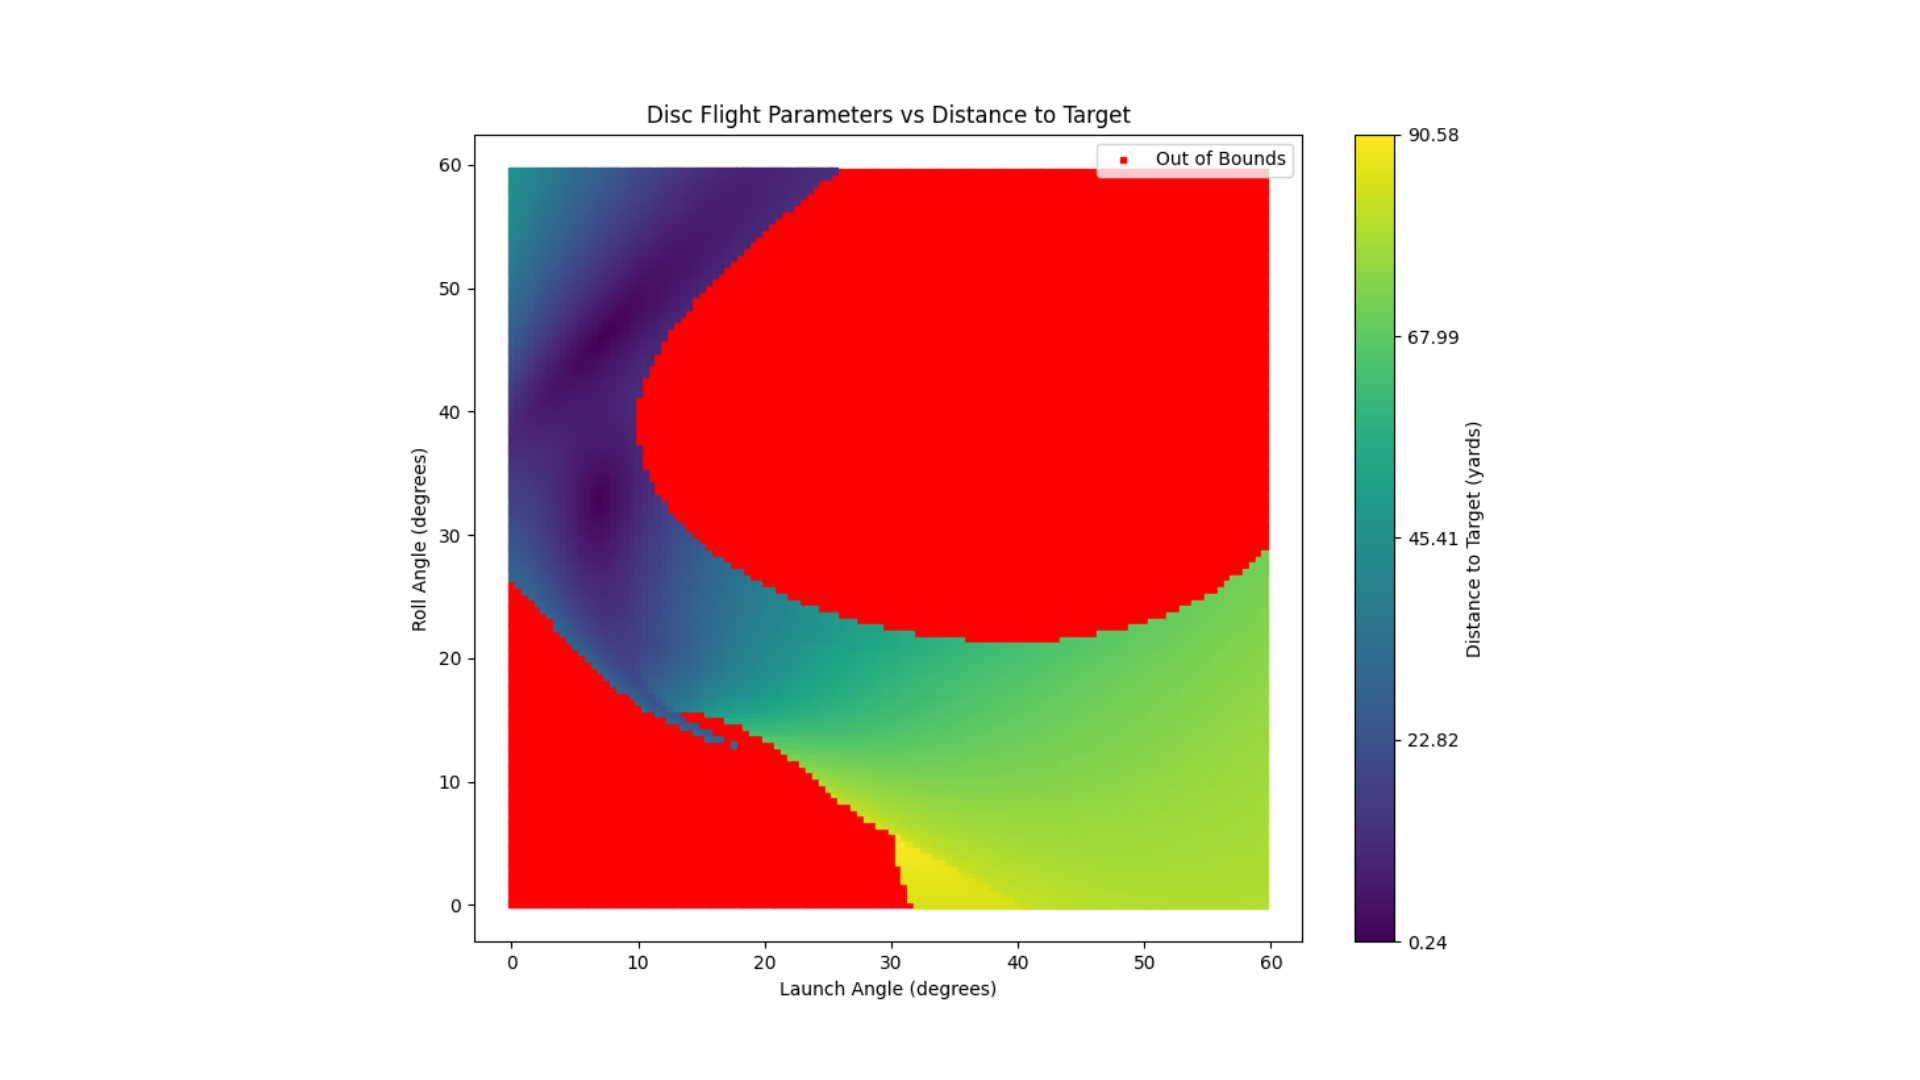 Disc Flight Parameters vs Distance to Target
Out of Bounds
Roll Angle (degrees)
60
50
40
30
20
10
0
0 10 20 30 40 50 60
Launch Angle (degrees)
90.58
67.99
45.41
22.82
0.24
Distance to Target (yards)